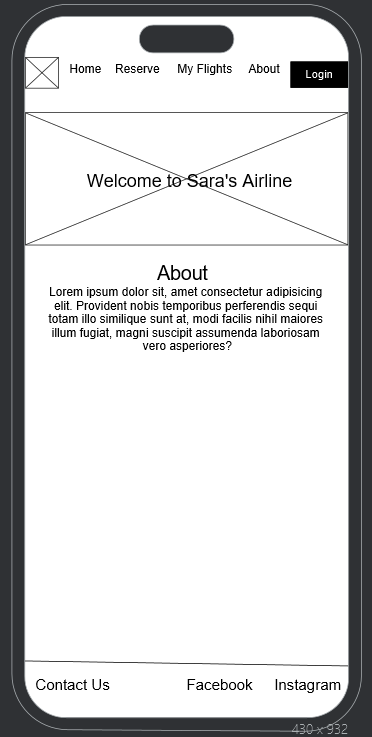 Home Reserve My Flights About Login
Welcome to Sara's Airline
About
Lorem ipsum dolor sit, amet consectetur adipisicing
elit. Provident nobis temporibus perferendis sequi
totam illo similique sunt at, modi facilis nihil maiores
illum fugiat, magni suscipit assumenda laboriosam
vero asperiores?
Contact Us Facebook Instagram
430 x 932